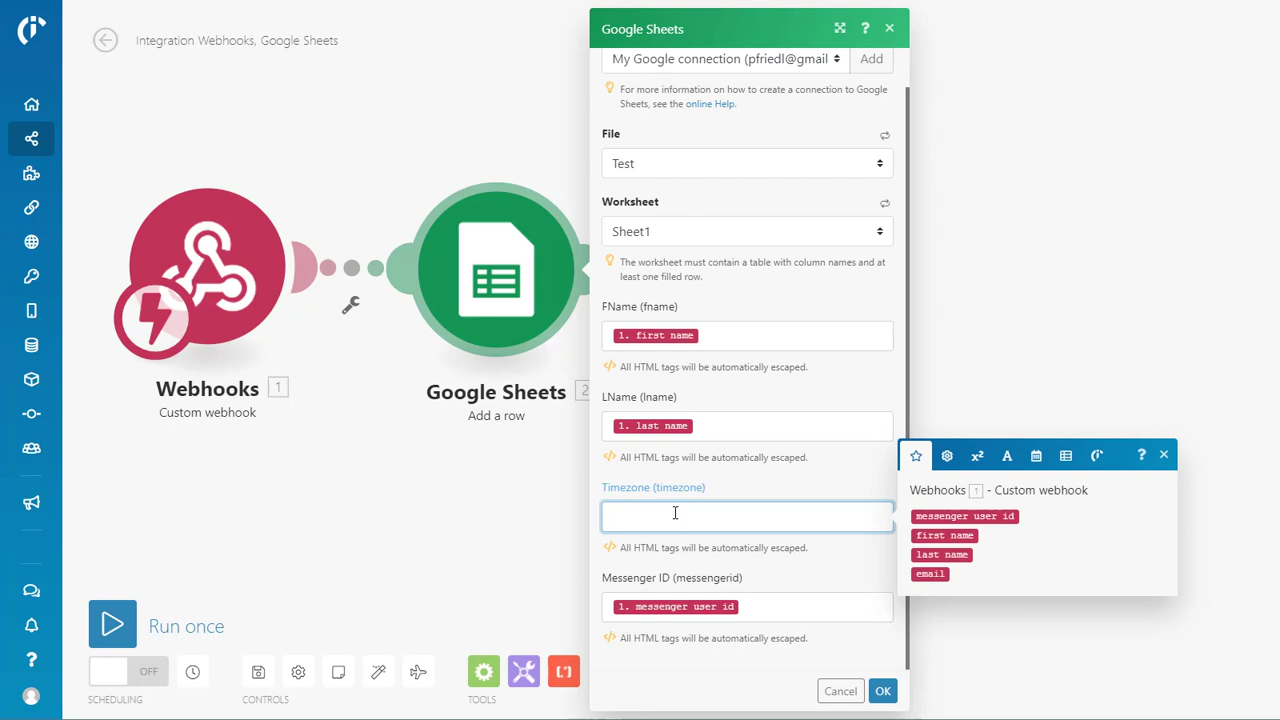 Integration Webhooks, Google Sheets
Webhooks 1
Custom webhook
Google Sheets 2
Add a row
Run once
OFF
SCHEDULING
CONTROLS
TOOLS
Google Sheets
?
My Google connection (pfriedl@gmail
Add
For more information on how to create a connection to Google
Sheets, see the online Help.
File
Test
Worksheet
Sheet1
The worksheet must contain a table with column names and at
least one filled row.
FName (fname)
1. first name
</> All HTML tags will be automatically escaped.
LName (lname)
1. last name
</> All HTML tags will be automatically escaped.
Timezone (timezone)
</> All HTML tags will be automatically escaped.
Messenger ID (messengerid)
1. messenger user id
</> All HTML tags will be automatically escaped.
Cancel
OK
x² A ?
Webhooks 1 - Custom webhook
messenger user id
first name
last name
email